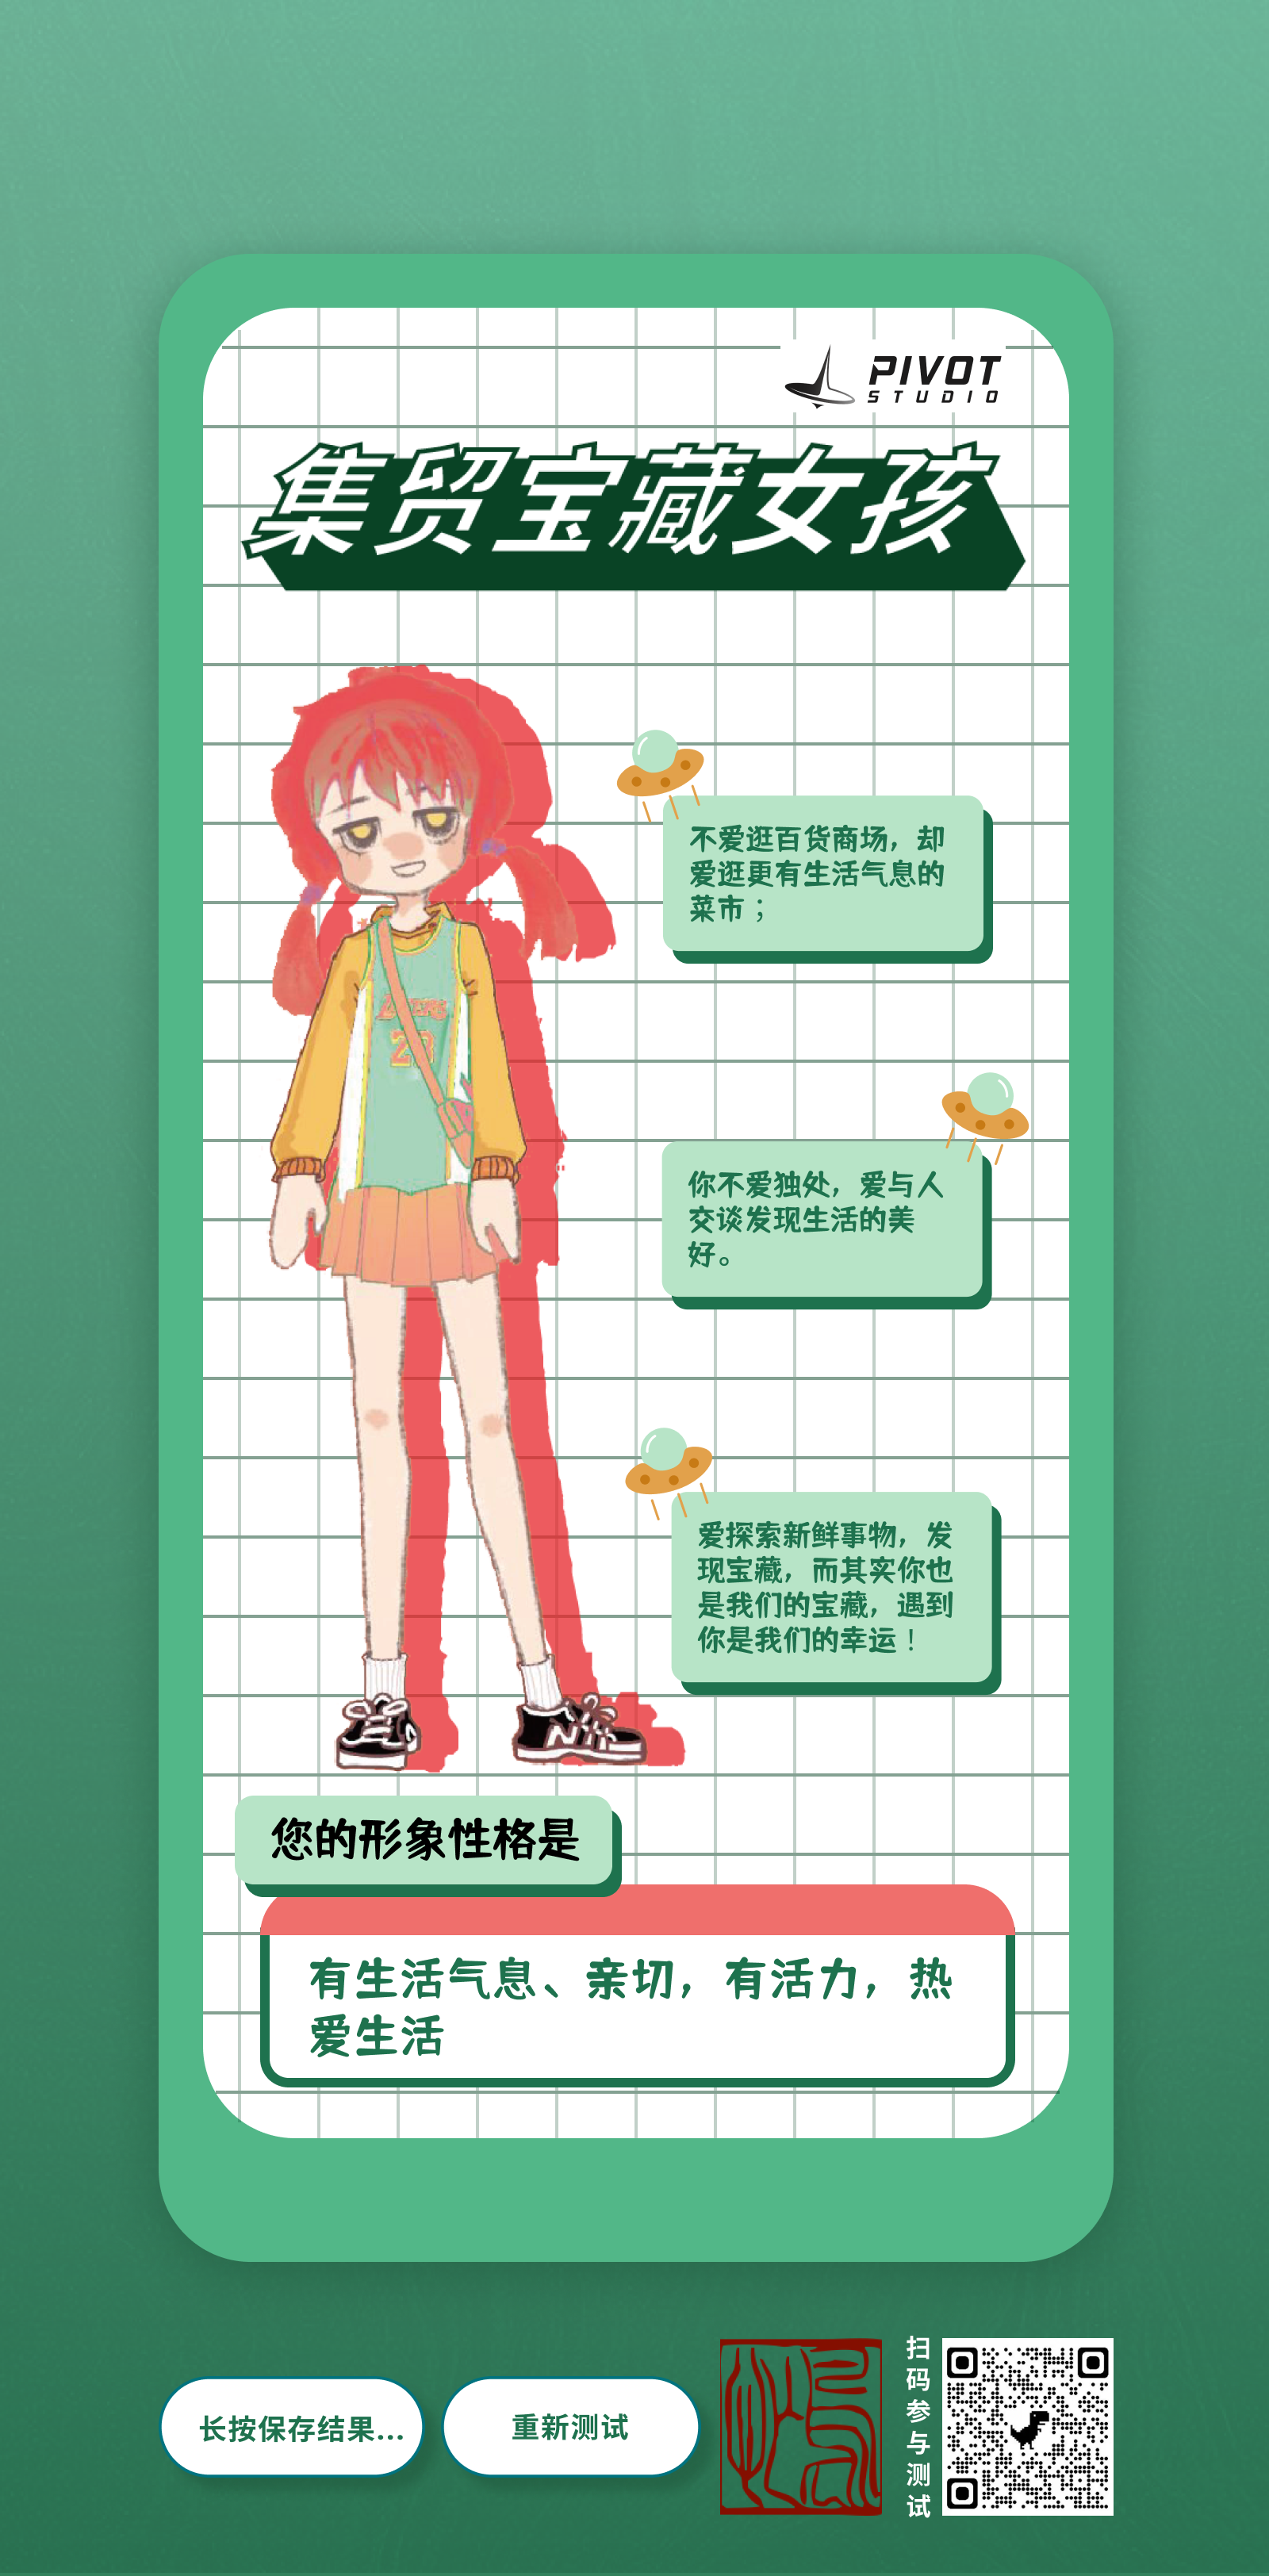 PIVOT
STUDIO
集贸宝藏女孩
不爱逛百货商场，却
爱逛更有生活气息的
菜市；
LAKERS
23
你不爱独处，爱与人
交谈发现生活的美
好。
爱探索新鲜事物，发
现宝藏，而其实你也
是我们的宝藏，遇到
你是我们的幸运！
N
您的形象性格是
有生活气息、亲切，有活力，热
爱生活
长按保存结果...
重新测试
扫码参与测试